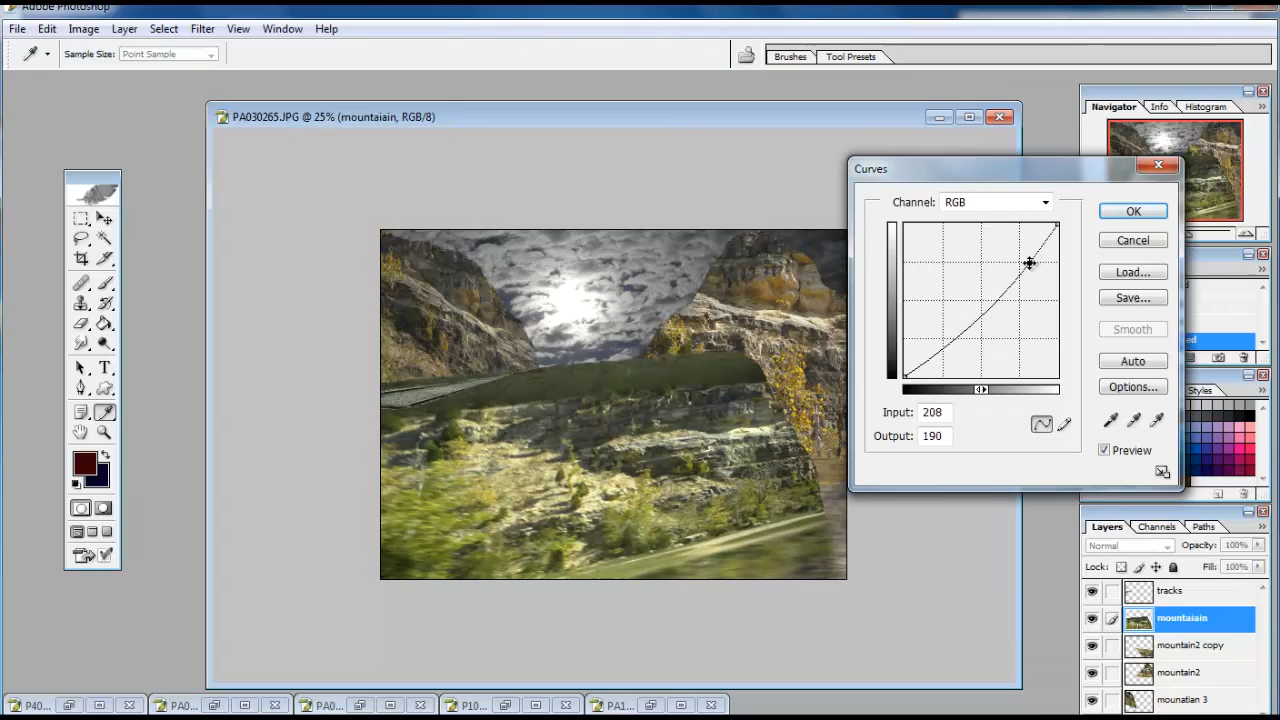 Adobe Photoshop
File Edit Image Layer Select Filter View Window Help
Sample Size: Point Sample
Brushes Tool Presets
PA030265.JPG @ 25% (mountaiain, RGB/8)
Navigator Info Histogram
Curves
Channel: RGB
OK
Cancel
Load...
Save...
Smooth
Auto
Options...
Styles
Input: 208
Output: 190
Preview
Layers Channels Paths
Normal Opacity: 100%
Lock: Fill: 100%
tracks
mountaiain
mountain2 copy
mountain2
mounatian 3
P40... PA0... PA0... P10... PA1...